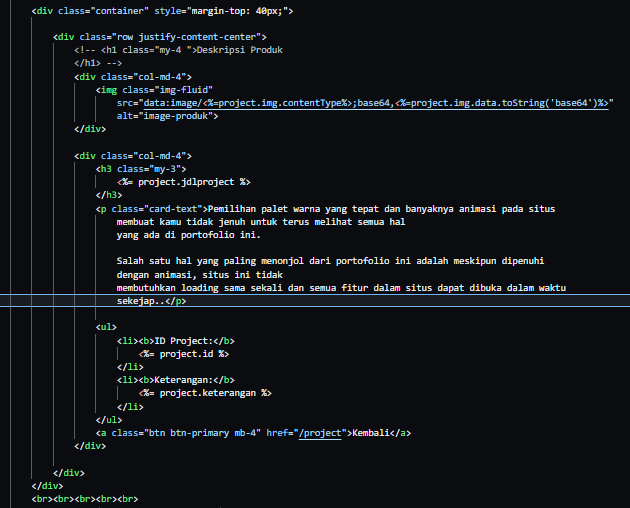 <div class="container" style="margin-top: 40px;">
<div class="row justify-content-center">
<!-- <h1 class="my-4 ">Deskripsi Produk
</h1> -->
<div class="col-md-4">
<img class="img-fluid"
src="data:image/<%=project.img.contentType%>;base64,<%=project.img.data.toString('base64')%>"
alt="image-produk">
</div>
<div class="col-md-4">
<h3 class="my-3">
<%= project.jdlproject %>
</h3>
<p class="card-text">Pemilihan palet warna yang tepat dan banyaknya animasi pada situs
membuat kamu tidak jenuh untuk terus melihat semua hal
yang ada di portofolio ini.
Salah satu hal yang paling menonjol dari portofolio ini adalah meskipun dipenuhi
dengan animasi, situs ini tidak
membutuhkan loading sama sekali dan semua fitur dalam situs dapat dibuka dalam waktu
sekejap..</p>
<ul>
<li><b>ID Project:</b>
<%= project.id %>
</li>
<li><b>Keterangan:</b>
<%= project.keterangan %>
</li>
</ul>
<a class="btn btn-primary mb-4" href="/project">Kembali</a>
</div>
</div>
</div>
<br><br><br><br><br>